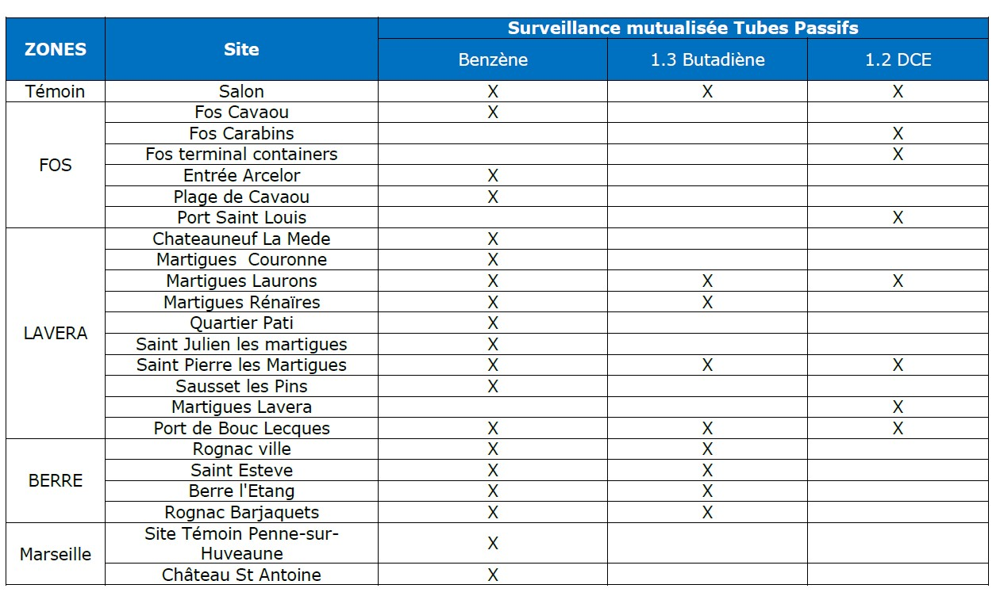 ZONES Site Surveillance mutualisée Tubes Passifs
Benzène 1.3 Butadiène 1.2 DCE
Témoin Salon X X X
FOS Fos Cavaou X
Fos Carabins X
Fos terminal containers X
Entrée Arcelor X
Plage de Cavaou X
Port Saint Louis X
LAVERA Chateauneuf La Mede X
Martigues  Couronne X
Martigues Laurons X X X
Martigues Rénaïres X X
Quartier Pati X
Saint Julien les martigues X
Saint Pierre les Martigues X X X
Sausset les Pins X
Martigues Lavera X
Port de Bouc Lecques X X X
BERRE Rognac ville X X
Saint Esteve X X
Berre l'Etang X X
Rognac Barjaquets X X
Marseille Site Témoin Penne-sur-
Huveaune X
Château St Antoine X